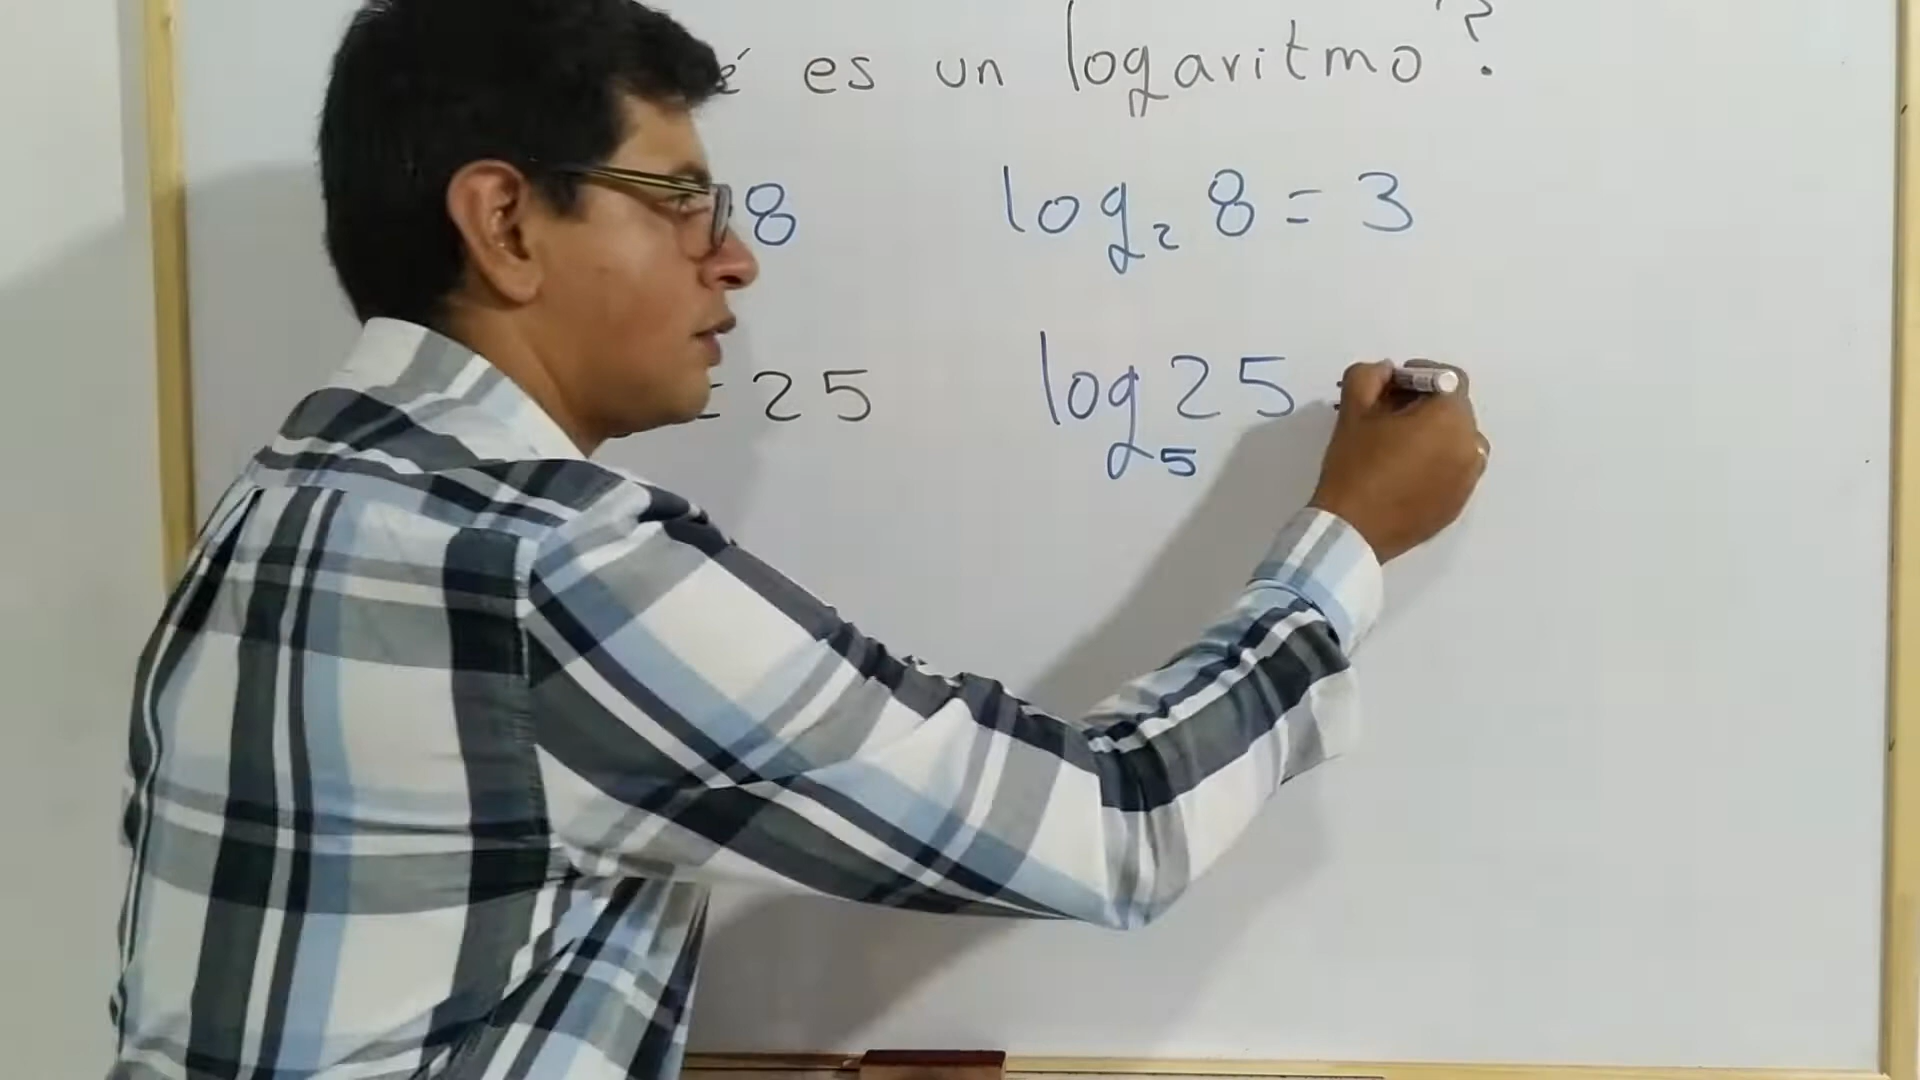 es un logaritmo?
8 log₂ 8 = 3
= 25 log₅ 25 =